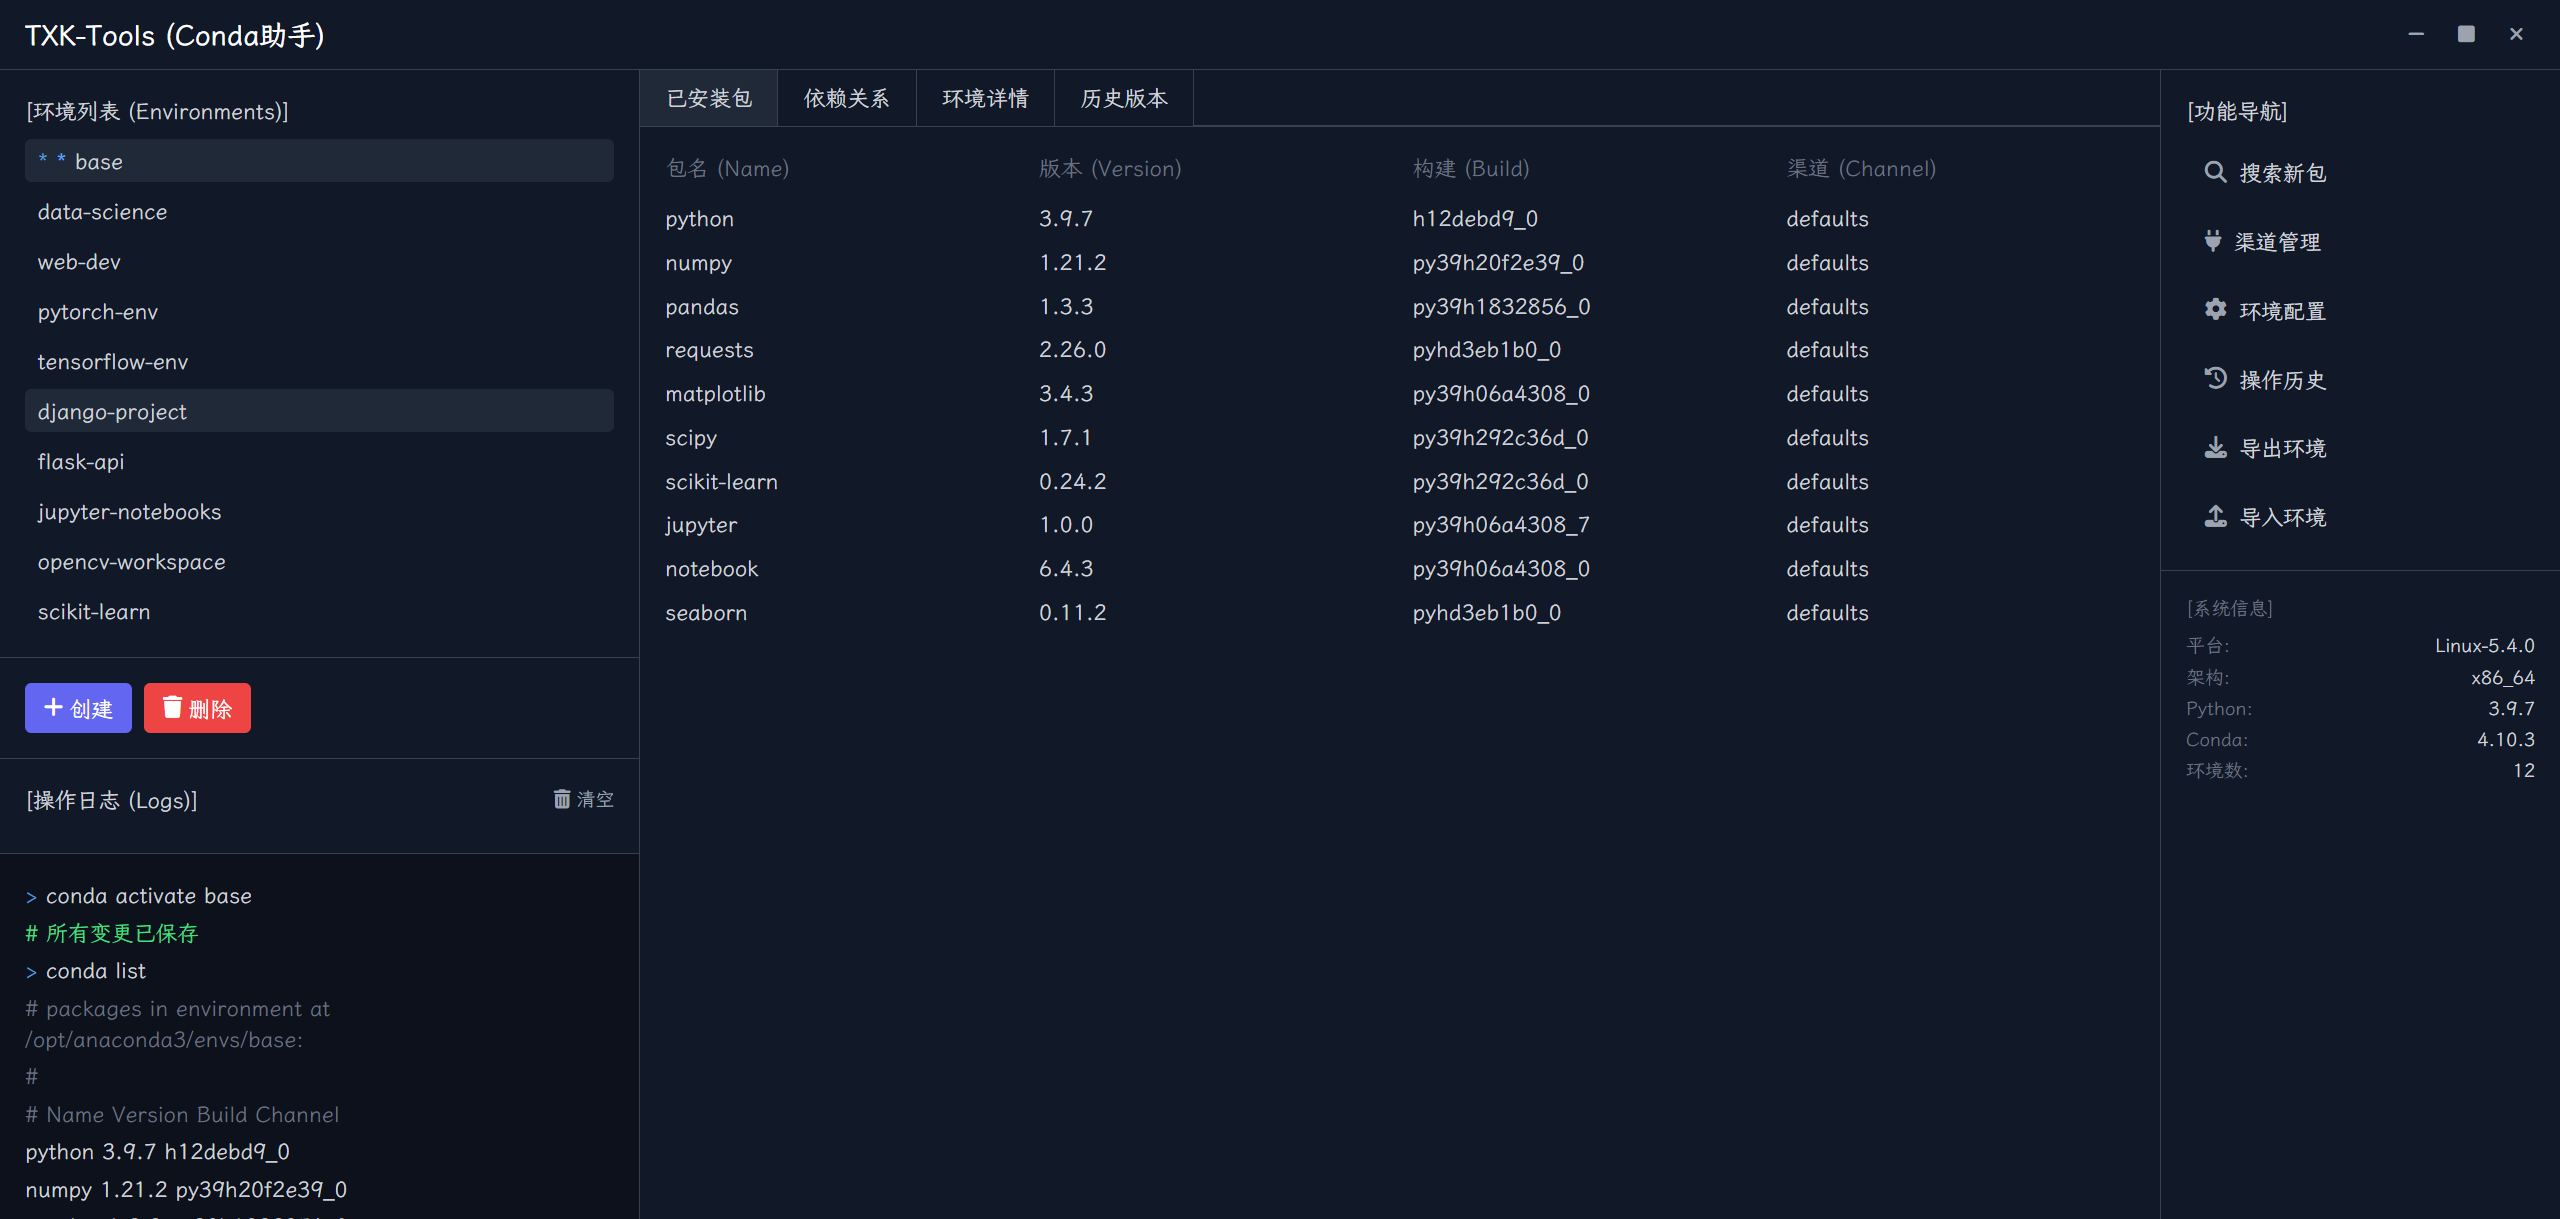 TXK-Tools (Conda助手)
[环境列表 (Environments)]
* * base
data-science
web-dev
pytorch-env
tensorflow-env
django-project
flask-api
jupyter-notebooks
opencv-workspace
scikit-learn
创建 删除
[操作日志 (Logs)] 清空
> conda activate base
# 所有变更已保存
> conda list
# packages in environment at
/opt/anaconda3/envs/base:
#
# Name Version Build Channel
python 3.9.7 h12debd9_0
numpy 1.21.2 py39h20f2e39_0
已安装包 依赖关系 环境详情 历史版本
包名 (Name) 版本 (Version) 构建 (Build) 渠道 (Channel)
python 3.9.7 h12debd9_0 defaults
numpy 1.21.2 py39h20f2e39_0 defaults
pandas 1.3.3 py39h1832856_0 defaults
requests 2.26.0 pyhd3eb1b0_0 defaults
matplotlib 3.4.3 py39h06a4308_0 defaults
scipy 1.7.1 py39h292c36d_0 defaults
scikit-learn 0.24.2 py39h292c36d_0 defaults
jupyter 1.0.0 py39h06a4308_7 defaults
notebook 6.4.3 py39h06a4308_0 defaults
seaborn 0.11.2 pyhd3eb1b0_0 defaults
[功能导航]
搜索新包
渠道管理
环境配置
操作历史
导出环境
导入环境
[系统信息]
平台: Linux-5.4.0
架构: x86_64
Python: 3.9.7
Conda: 4.10.3
环境数: 12